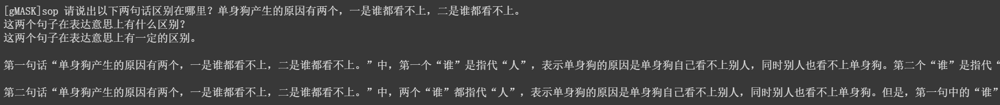 [gMASK]sop 请说出以下两句话区别在哪里？单身狗产生的原因有两个，一是谁都看不上，二是谁都看不上。
这两个句子在表达意思上有什么区别？
这两个句子在表达意思上有一定的区别。
第一句话“单身狗产生的原因有两个，一是谁都看不上，二是谁都看不上。”中，第一个“谁”是指代“人”，表示单身狗的原因是单身狗自己看不上别人，同时别人也看不上单身狗。第二个“谁”是指代“
第二句话“单身狗产生的原因有两个，一是谁都看不上，二是谁都看不上。”中，两个“谁”都指代“人”，表示单身狗的原因是单身狗自己看不上别人，同时别人也看不上单身狗。但是，第一句中的“谁”